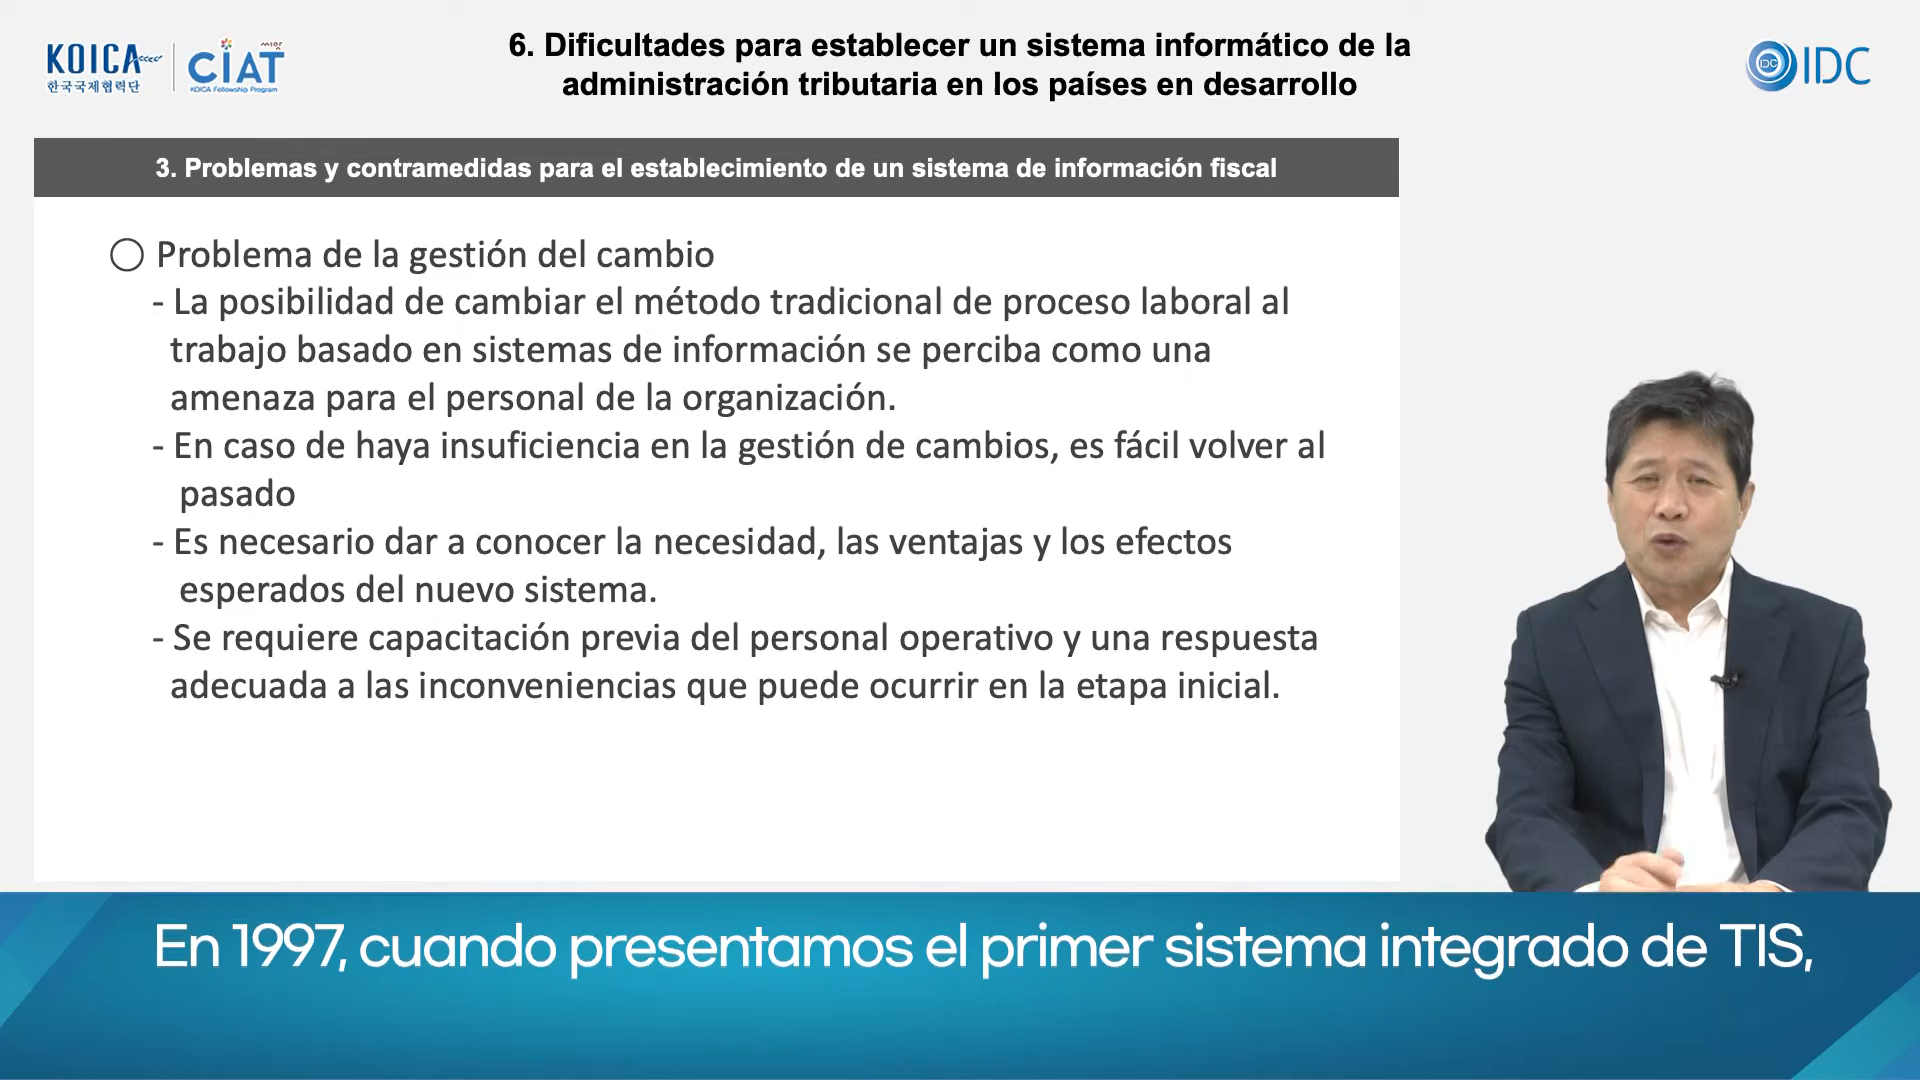 KOICA
한국국제협력단
CIAT
KOICA Fellowship Program
6. Dificultades para establecer un sistema informático de la
administración tributaria en los países en desarrollo
IDC
3. Problemas y contramedidas para el establecimiento de un sistema de información fiscal
○ Problema de la gestión del cambio
- La posibilidad de cambiar el método tradicional de proceso laboral al
trabajo basado en sistemas de información se perciba como una
amenaza para el personal de la organización.
- En caso de haya insuficiencia en la gestión de cambios, es fácil volver al
pasado
- Es necesario dar a conocer la necesidad, las ventajas y los efectos
esperados del nuevo sistema.
- Se requiere capacitación previa del personal operativo y una respuesta
adecuada a las inconveniencias que puede ocurrir en la etapa inicial.
En 1997, cuando presentamos el primer sistema integrado de TIS,